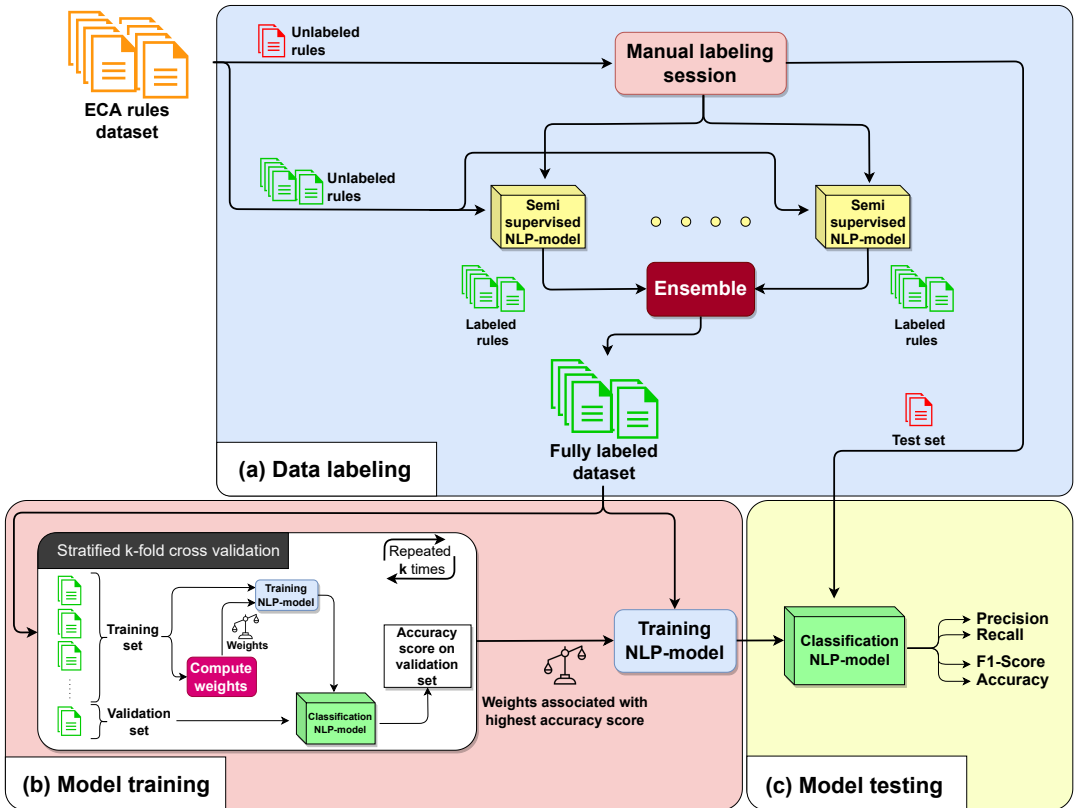 ECA rules
dataset
Unlabeled
rules
Manual labeling
session
Unlabeled
rules
Semi
supervised
NLP-model
Semi
supervised
NLP-model
Ensemble
Labeled
rules
Labeled
rules
Fully labeled
dataset
Test set
(a) Data labeling
Stratified k-fold cross validation
Repeated
k times
Training
NLP-model
Training
set
Weights
Compute
weights
Accuracy
score on
validation
set
Validation
set
Classification
NLP-model
Weights associated with
highest accuracy score
Training
NLP-model
(b) Model training
Classification
NLP-model
Precision
Recall
F1-Score
Accuracy
(c) Model testing